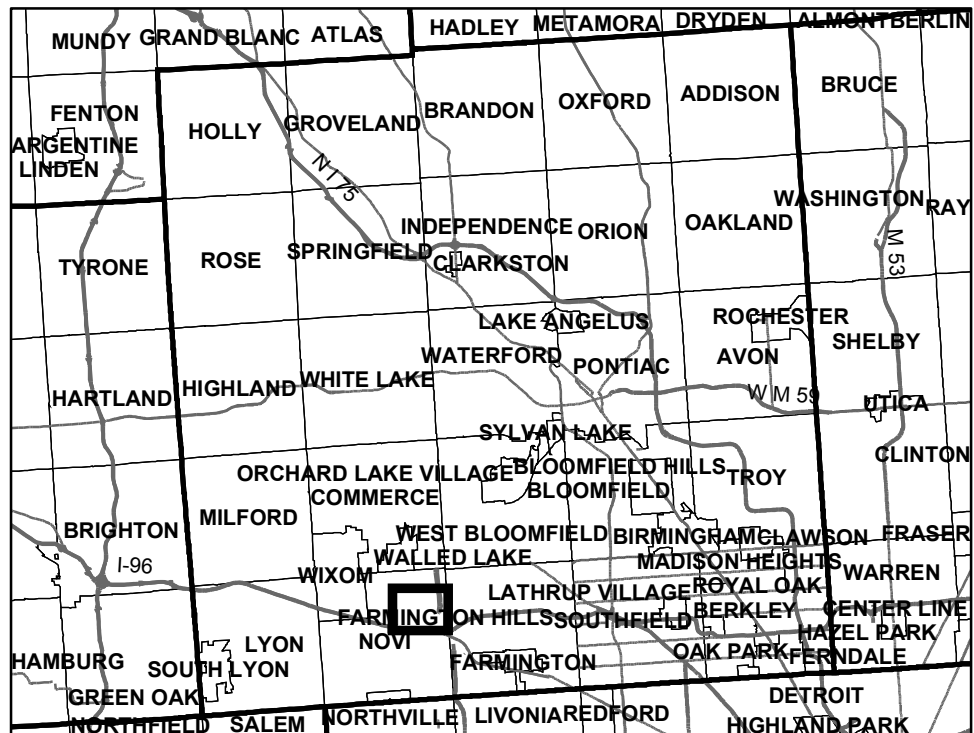 MUNDY GRAND BLANC ATLAS HADLEY METAMORA DRYDEN ALMONT BERLIN
FENTON HOLLY GROVELAND BRANDON OXFORD ADDISON BRUCE
ARGENTINE
LINDEN
N I 75
WASHINGTON RAY
TYRONE ROSE SPRINGFIELD INDEPENDENCE ORION OAKLAND
CLARKSTON
M 53
LAKE ANGELUS ROCHESTER
SHELBY
WATERFORD PONTIAC AVON
HARTLAND HIGHLAND WHITE LAKE
W M 59
UTICA
SYLVAN LAKE
CLINTON
ORCHARD LAKE VILLAGE BLOOMFIELD HILLS TROY
COMMERCE BLOOMFIELD
BRIGHTON MILFORD
WEST BLOOMFIELD BIRMINGHAM CLAWSON FRASER
I-96
WALLED LAKE MADISON HEIGHTS
WIXOM WARREN
LATHRUP VILLAGE ROYAL OAK
FARMINGTON HILLS SOUTHFIELD BERKLEY CENTER LINE
NOVI HAZEL PARK
LYON
HAMBURG SOUTH LYON FARMINGTON OAK PARK FERNDALE
GREEN OAK DETROIT
NORTHFIELD SALEM NORTHVILLE LIVONIA REDFORD HIGHLAND PARK